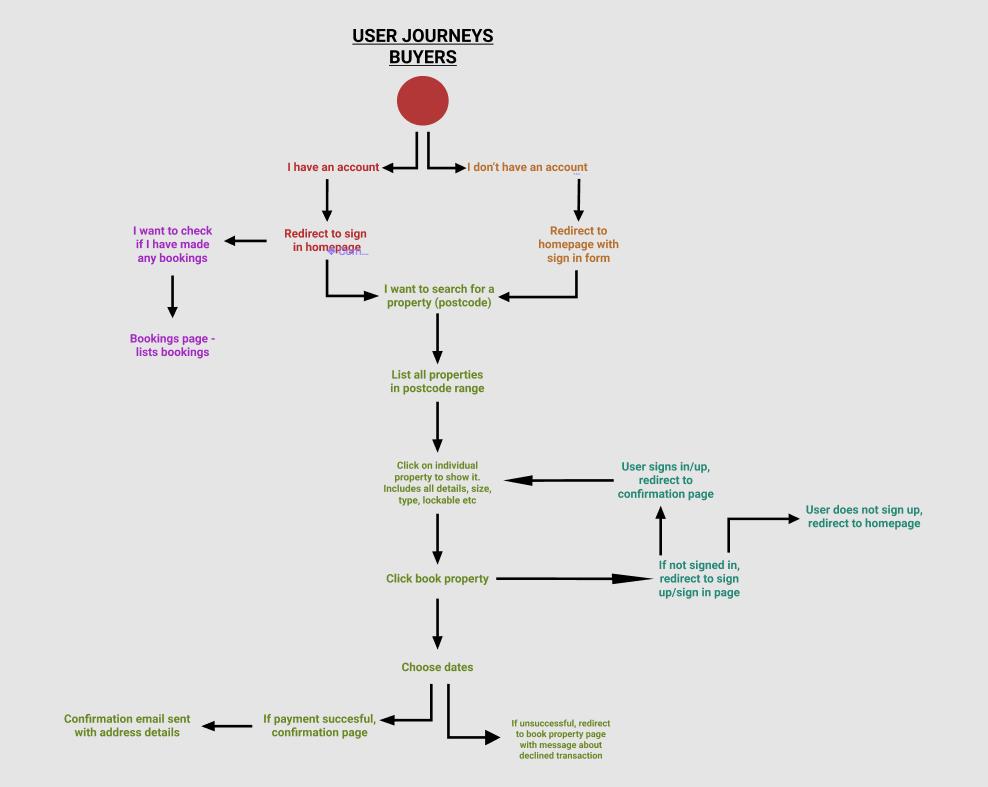 USER JOURNEYS
BUYERS
I have an account
I don't have an account
I want to check
if I have made
any bookings
Redirect to sign
in homepage
Redirect to
homepage with
sign in form
I want to search for a
property (postcode)
Bookings page -
lists bookings
List all properties
in postcode range
Click on individual
property to show it.
Includes all details, size,
type, lockable etc
User signs in/up,
redirect to
confirmation page
User does not sign up,
redirect to homepage
Click book property
If not signed in,
redirect to sign
up/sign in page
Choose dates
Confirmation email sent
with address details
If payment succesful,
confirmation page
If unsuccessful, redirect
to book property page
with message about
declined transaction